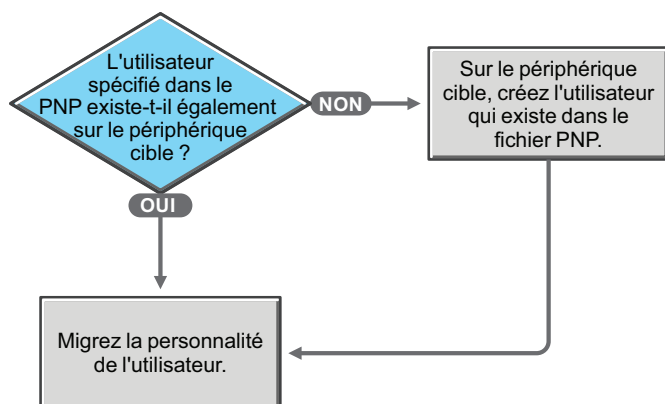 L'utilisateur
spécifié dans le
PNP existe-t-il également
sur le périphérique
cible ?
NON
Sur le périphérique
cible, créez l'utilisateur
qui existe dans le
fichier PNP.
OUI
Migrez la personnalité
de l'utilisateur.